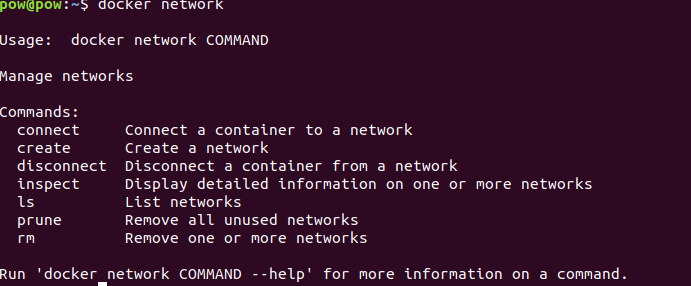 pow@pow:~$ docker network
Usage:  docker network COMMAND
Manage networks
Commands:
  connect     Connect a container to a network
  create      Create a network
  disconnect  Disconnect a container from a network
  inspect     Display detailed information on one or more networks
  ls          List networks
  prune       Remove all unused networks
  rm          Remove one or more networks
Run 'docker network COMMAND --help' for more information on a command.